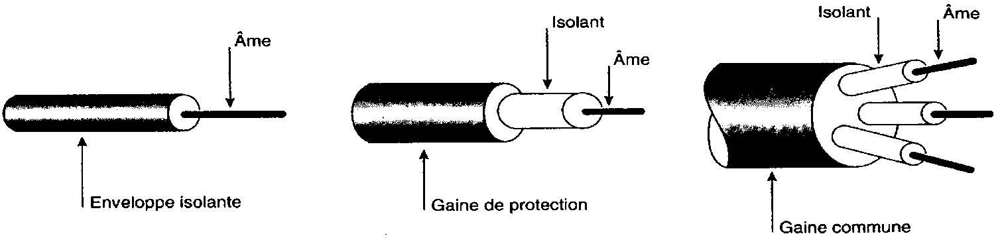 Âme
Enveloppe isolante
Isolant
Âme
Gaine de protection
Isolant
Âme
Gaine commune